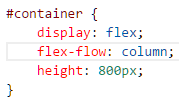 #container {
    display: flex;
    flex-flow: column;
    height: 800px;
}